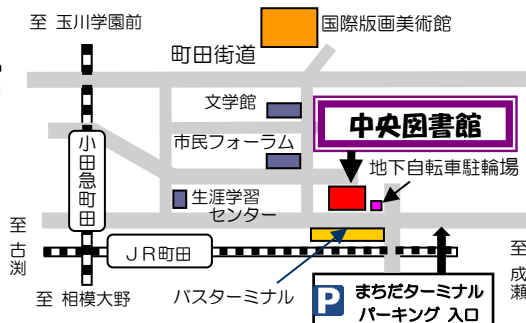 至 玉川学園前
国際版画美術館
町田街道
文学館
中央図書館
市民フォーラム
小田急町田
地下自転車駐輪場
生涯学習
センター
至 古渕
JR町田
至 成瀬
至 相模大野
バスターミナル
P
まちだターミナル
パーキング 入口